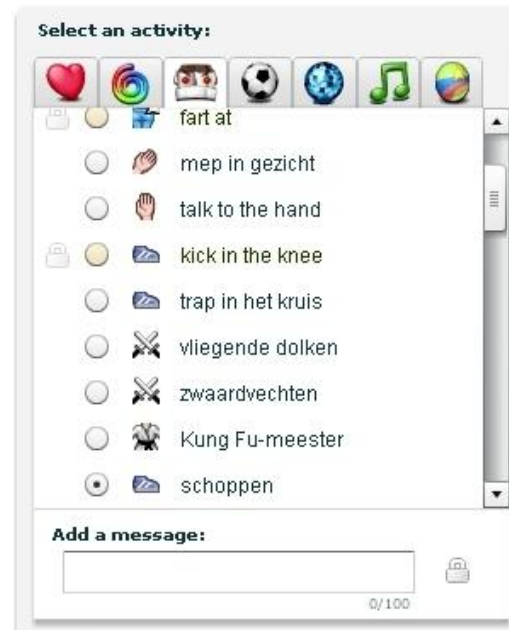 Select an activity:
fart at
mep in gezicht
talk to the hand
kick in the knee
trap in het kruis
vliegende dolken
zwaardvechten
Kung Fu-meester
schoppen
Add a message:
0/100